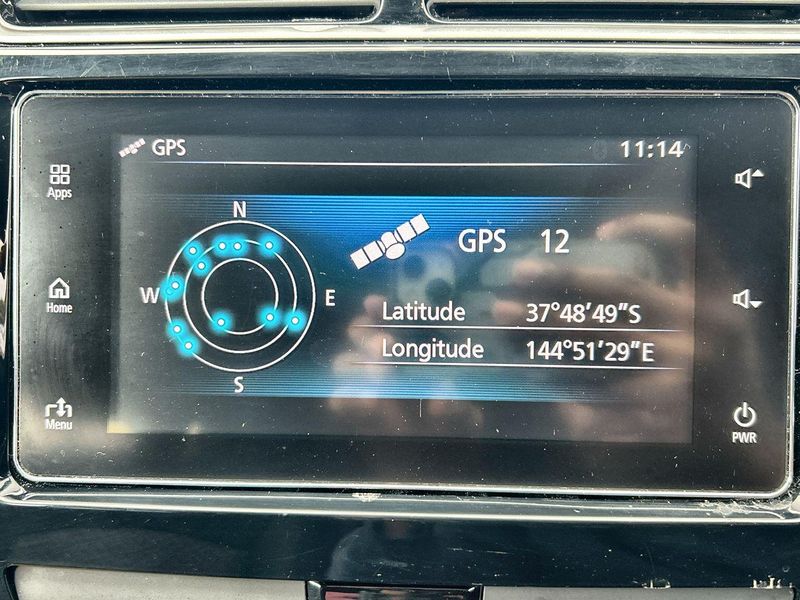 GPS 11:14
Apps
N
GPS 12
W E
Home
Latitude 37°48'49"S
Longitude 144°51'29"E
S
Menu
PWR